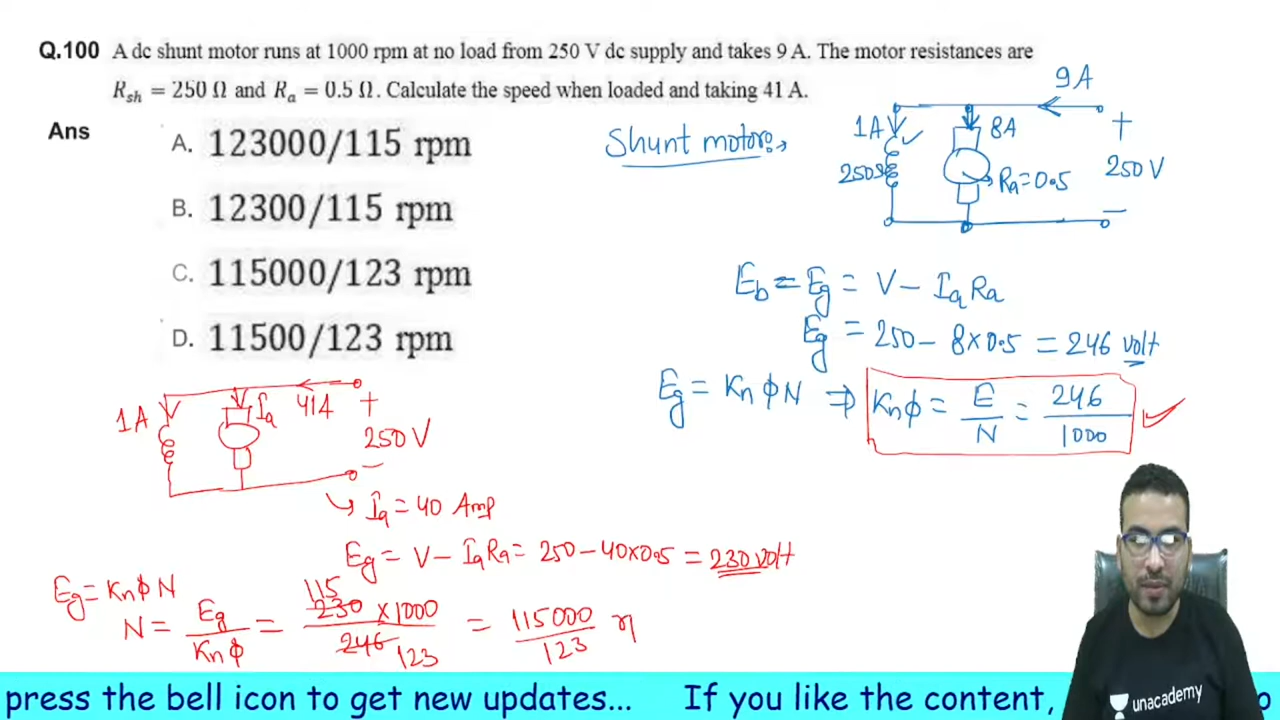 Q.100 A dc shunt motor runs at 1000 rpm at no load from 250 V dc supply and takes 9 A. The motor resistances are
R_sh = 250 Ω and R_a = 0.5 Ω. Calculate the speed when loaded and taking 41 A.
Ans
A. 123000/115 rpm
B. 12300/115 rpm
C. 115000/123 rpm
D. 11500/123 rpm
Shunt motor:→
9A
1A
8A
+
250Ω
Ra=0.5
250 V
−
Eb = Eg = V − IaRa
Eg = 250 − 8×0.5 = 246 volt
Eg = Kn φ N ⇒ Knφ = E/N = 246/1000 ✓
1A
Ia
41A
+
250 V
−
↳ Ia = 40 Amp
Eg = V − IaRa = 250 − 40×0.5 = 230 volt
Eg = Kn φ N
N = Eg/Knφ = 230 115 ×1000/246 123 = 115000/123
press the bell icon to get new updates... If you like the content,
unacademy